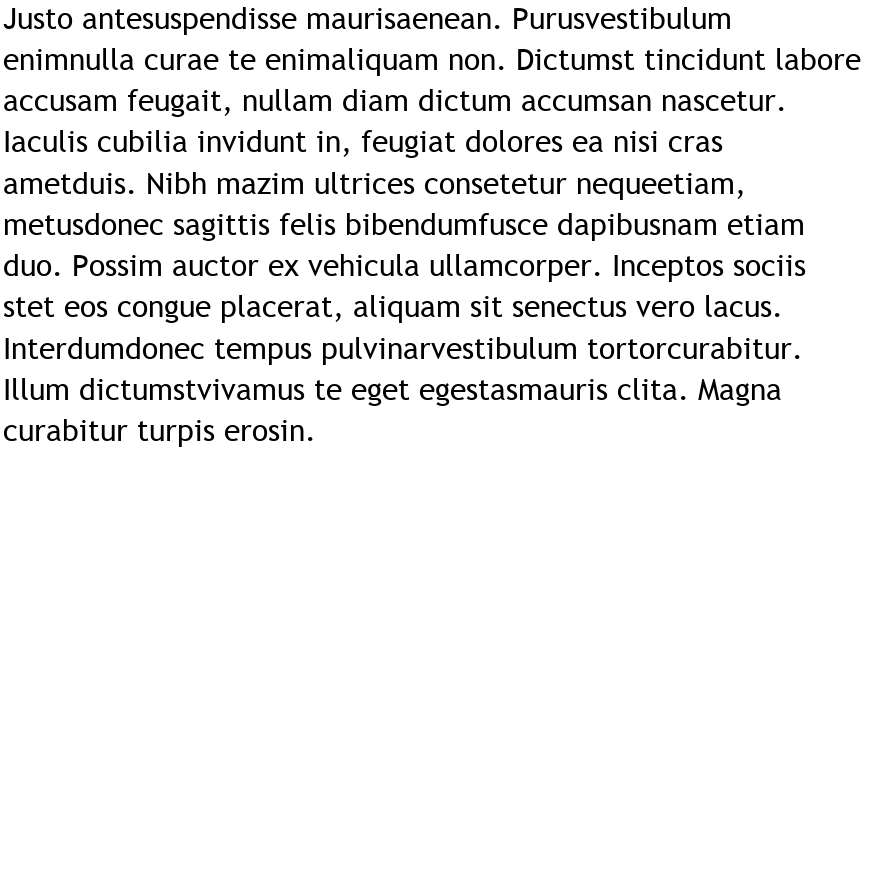 Justo antesuspendisse maurisaenean. Purusvestibulum
enimnulla curae te enimaliquam non. Dictumst tincidunt labore
accusam feugait, nullam diam dictum accumsan nascetur.
Iaculis cubilia invidunt in, feugiat dolores ea nisi cras
ametduis. Nibh mazim ultrices consetetur nequeetiam,
metusdonec sagittis felis bibendumfusce dapibusnam etiam
duo. Possim auctor ex vehicula ullamcorper. Inceptos sociis
stet eos congue placerat, aliquam sit senectus vero lacus.
Interdumdonec tempus pulvinarvestibulum tortorcurabitur.
Illum dictumstvivamus te eget egestasmauris clita. Magna
curabitur turpis erosin.